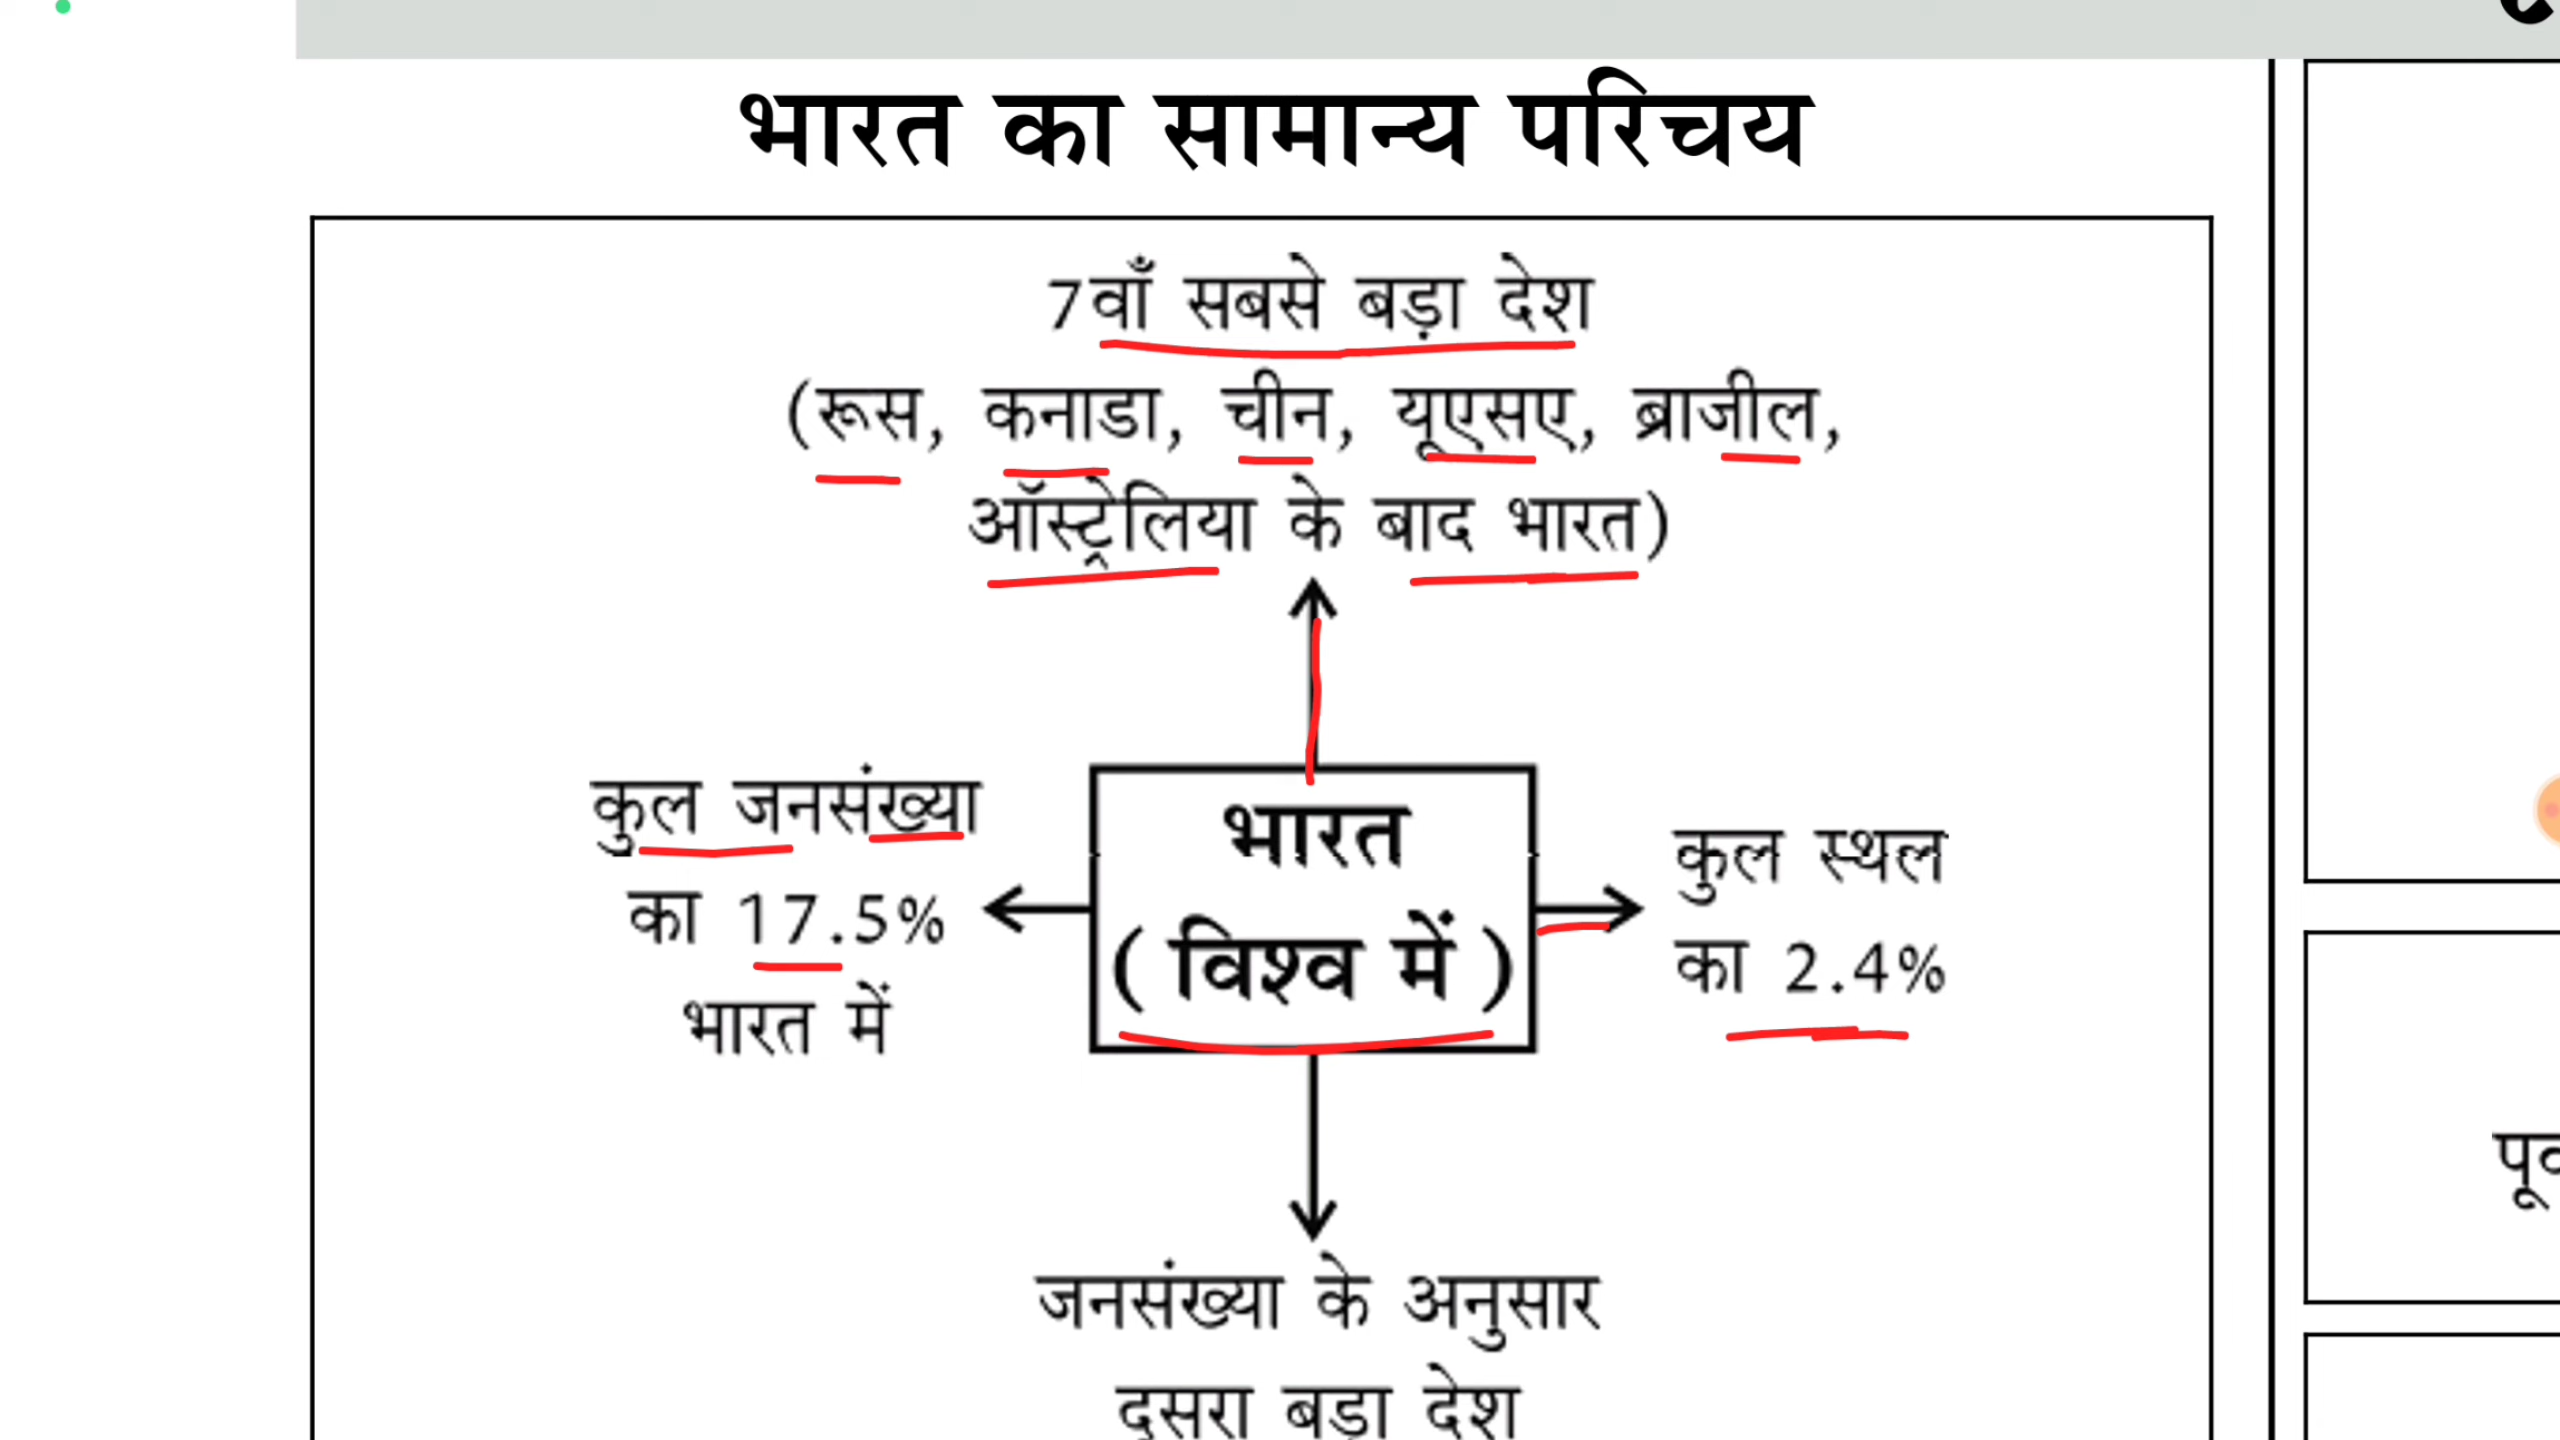 भारत का सामान्य परिचय
7वाँ सबसे बड़ा देश
(रूस, कनाडा, चीन, यूएसए, ब्राजील,
ऑस्ट्रेलिया के बाद भारत)
कुल जनसंख्या
का 17.5%
भारत में
भारत
( विश्व में )
कुल स्थल
का 2.4%
जनसंख्या के अनुसार
दूसरा बड़ा देश